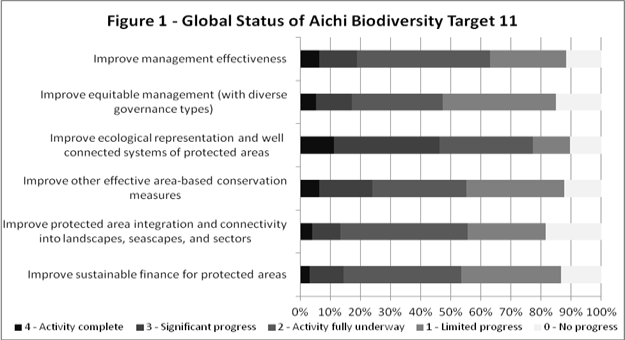 Figure 1 - Global Status of Aichi Biodiversity Target 11
Improve management effectiveness
Improve equitable management (with diverse
governance types)
Improve ecological representation and well
connected systems of protected areas
Improve other effective area-based conservation
measures
Improve protected area integration and connectivity
into landscapes, seascapes, and sectors
Improve sustainable finance for protected areas
0% 10% 20% 30% 40% 50% 60% 70% 80% 90% 100%
4 - Activity complete 3 - Significant progress 2 - Activity fully underway 1 - Limited progress 0 - No progress